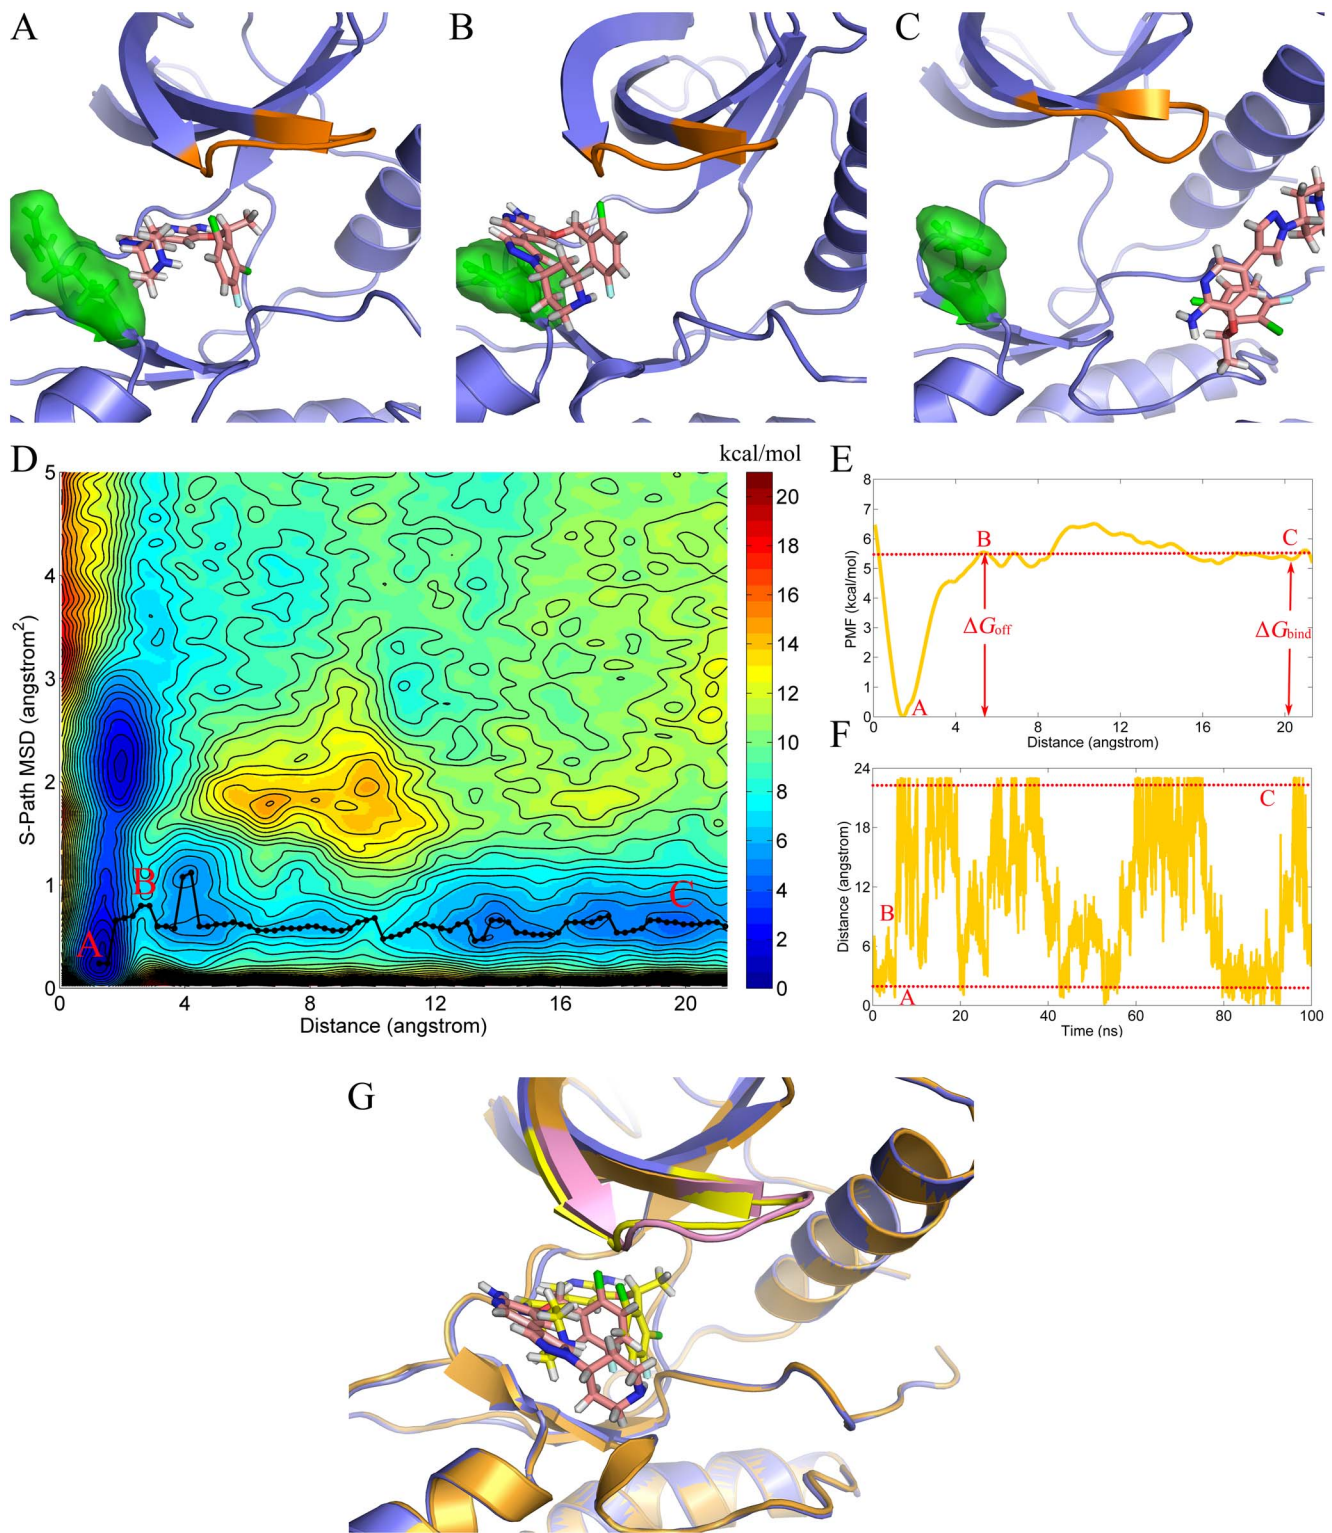 A
B
C
D
kcal/mol
5
4
3
2
1
0
S-Path MSD (angstrom²)
A
B
C
0
4
8
12
16
20
Distance (angstrom)
20
18
16
14
12
10
8
6
4
2
0
E
8
7
6
5
4
3
2
1
0
PMF (kcal/mol)
B
C
ΔGoff
ΔGbind
A
0
4
8
12
16
20
Distance (angstrom)
F
24
18
12
6
0
Distance (angstrom)
C
B
A
0
20
40
60
80
100
Time (ns)
G